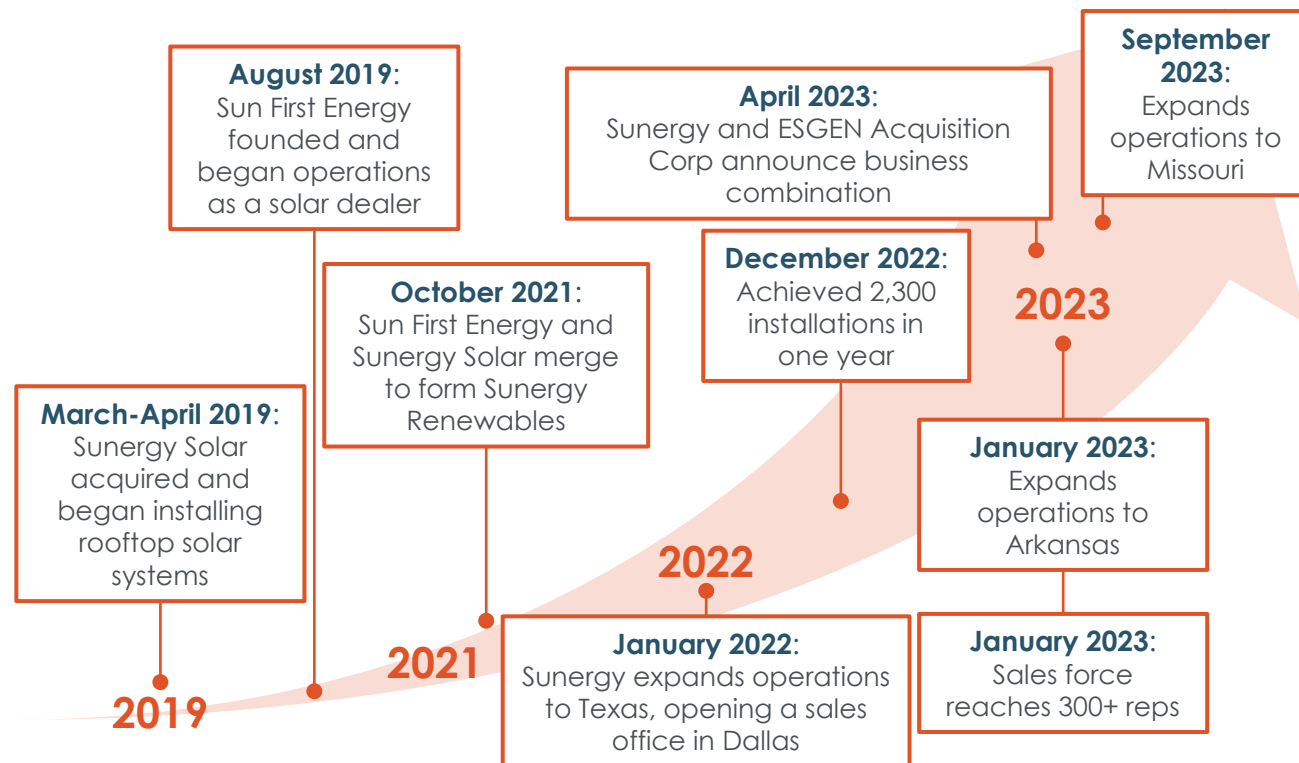 March-April 2019:
Sunergy Solar
acquired and
began installing
rooftop solar
systems
2019
August 2019:
Sun First Energy
founded and
began operations
as a solar dealer
October 2021:
Sun First Energy and
Sunergy Solar merge
to form Sunergy
Renewables
2021
January 2022:
Sunergy expands operations
to Texas, opening a sales
office in Dallas
2022
December 2022:
Achieved 2,300
installations in
one year
January 2023:
Expands
operations to
Arkansas
January 2023:
Sales force
reaches 300+ reps
2023
April 2023:
Sunergy and ESGEN Acquisition
Corp announce business
combination
September
2023:
Expands
operations to
Missouri